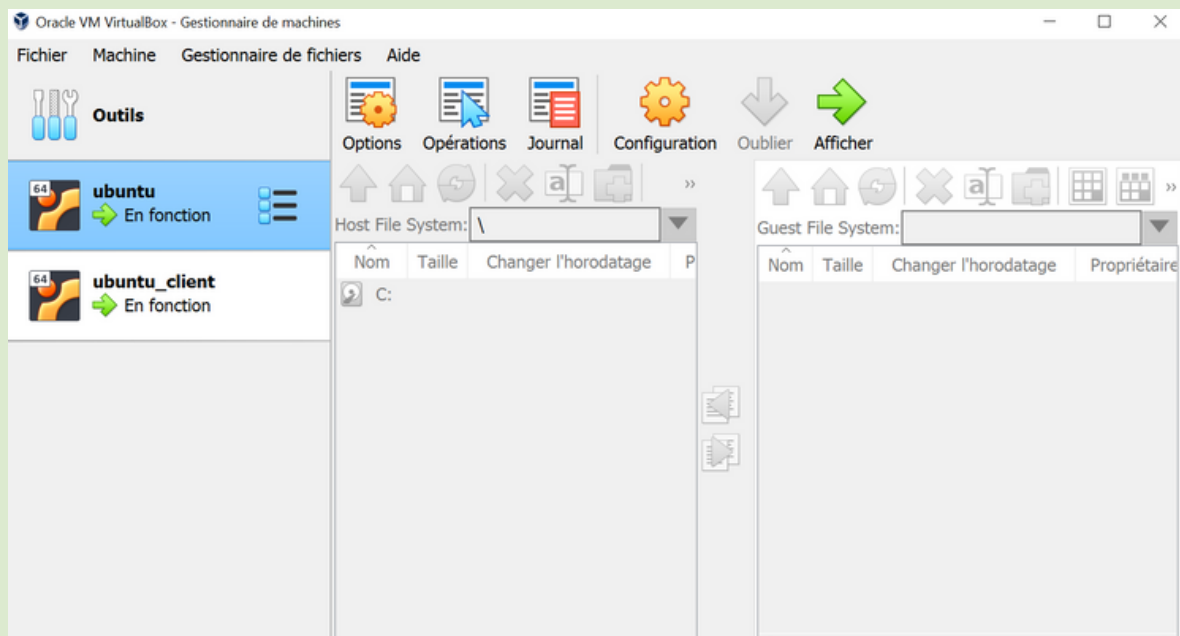 Oracle VM VirtualBox - Gestionnaire de machines
Fichier Machine Gestionnaire de fichiers Aide
Outils
Options Opérations Journal Configuration Oublier Afficher
64
ubuntu
En fonction
64
ubuntu_client
En fonction
Host File System: \
Nom Taille Changer l'horodatage P
C:
Guest File System:
Nom Taille Changer l'horodatage Propriétaire